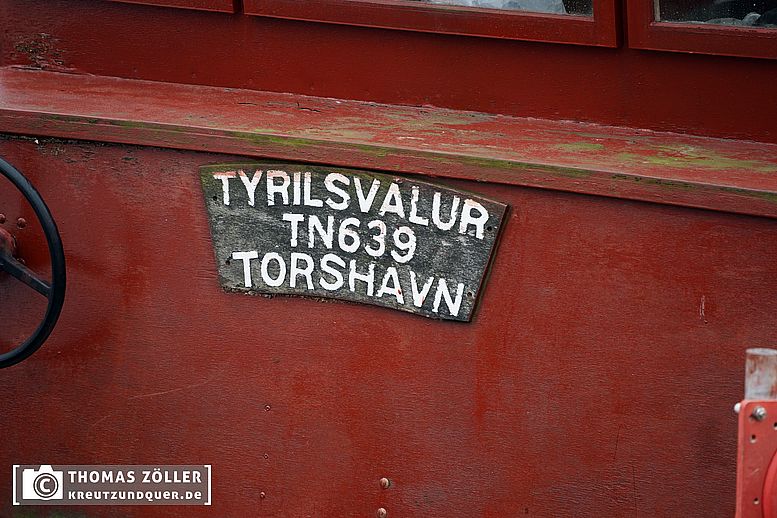 TYRILSVALUR
TN639
TORSHAVN
© THOMAS ZÖLLER
KREUTZUNDQUER.DE